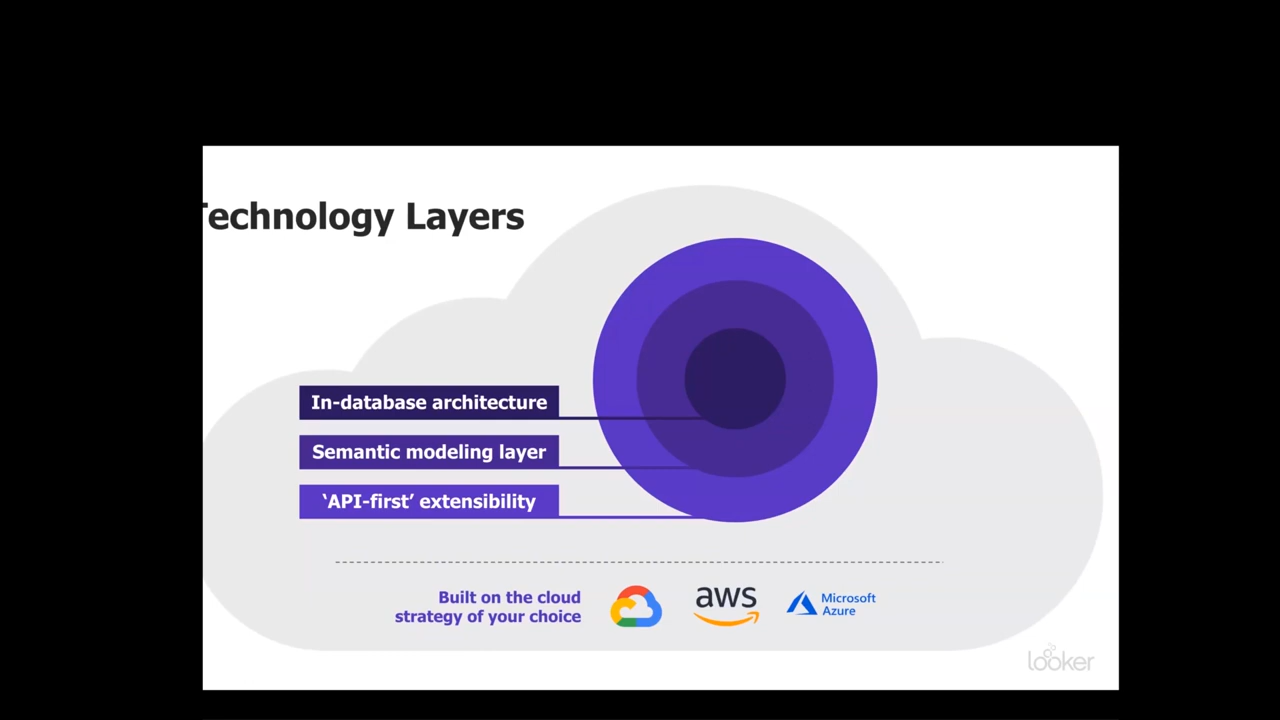 Technology Layers
In-database architecture
Semantic modeling layer
‘API-first’ extensibility
Built on the cloud
strategy of your choice
aws
Microsoft
Azure
looker